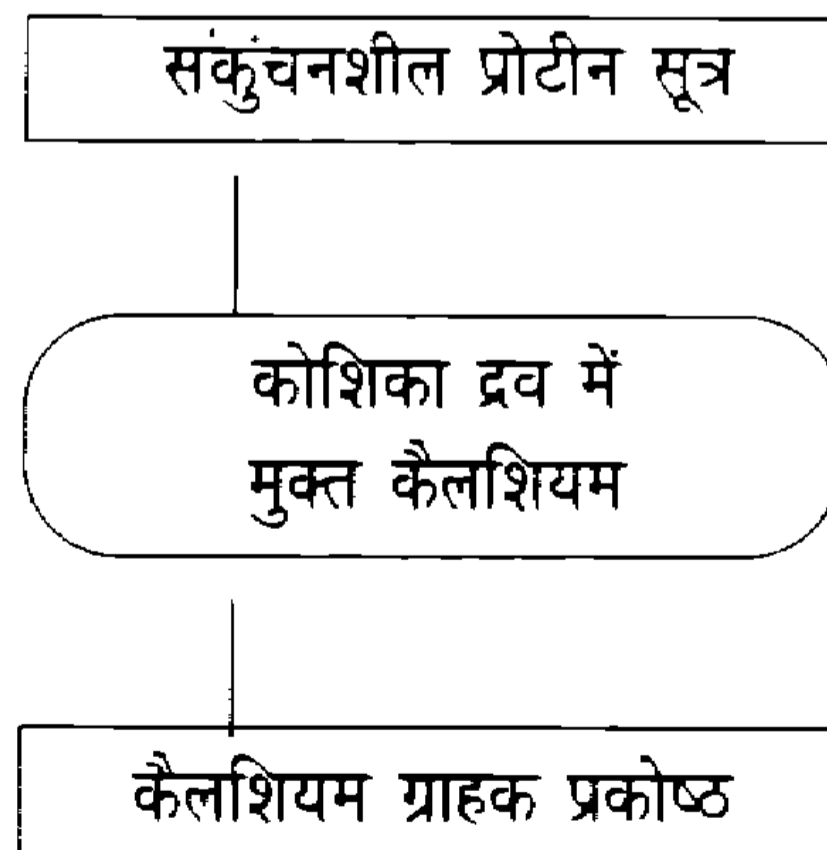 संकुंचनशील प्रोटीन सूत्र
कोशिका द्रव में
मुक्त कैलशियम
कैलशियम ग्राहक प्रकोष्ठ